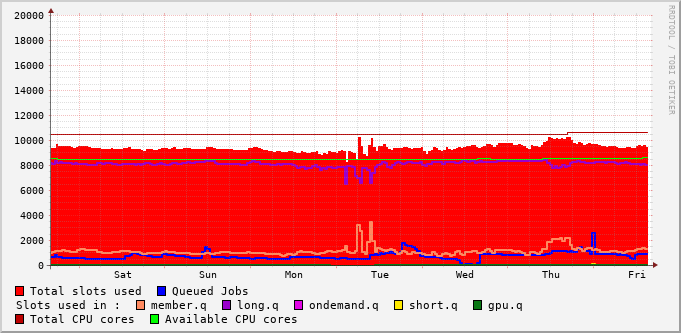 20000
18000
16000
14000
12000
10000
8000
6000
4000
2000
0
Sat Sun Mon Tue Wed Thu Fri
RRDTOOL / TOBI OETIKER
Total slots used Queued Jobs
Slots used in : member.q long.q ondemand.q short.q gpu.q
Total CPU cores Available CPU cores